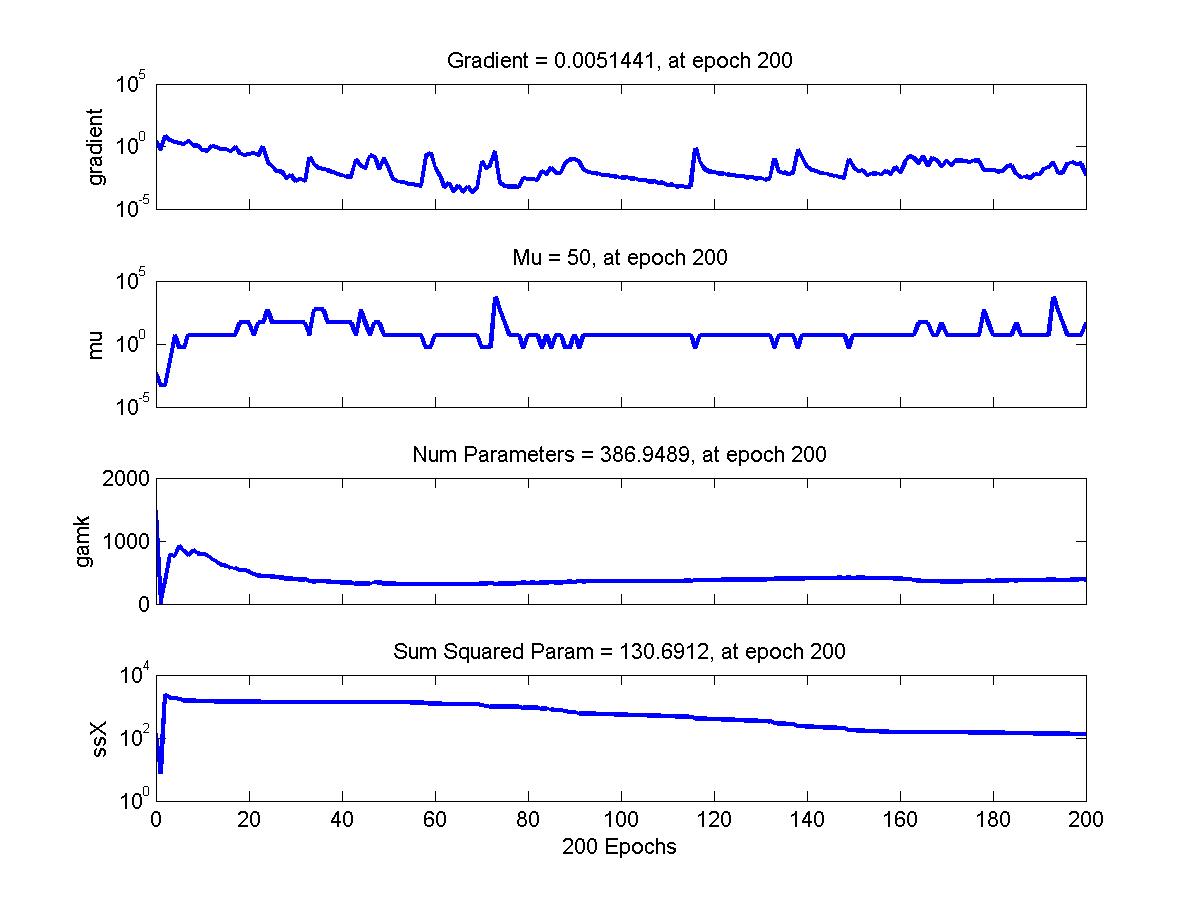 Gradient = 0.0051441, at epoch 200
10^5
10^0
10^-5
gradient
Mu = 50, at epoch 200
10^5
10^0
10^-5
mu
Num Parameters = 386.9489, at epoch 200
2000
1000
0
gamk
Sum Squared Param = 130.6912, at epoch 200
10^4
10^2
10^0
ssX
0 20 40 60 80 100 120 140 160 180 200
200 Epochs